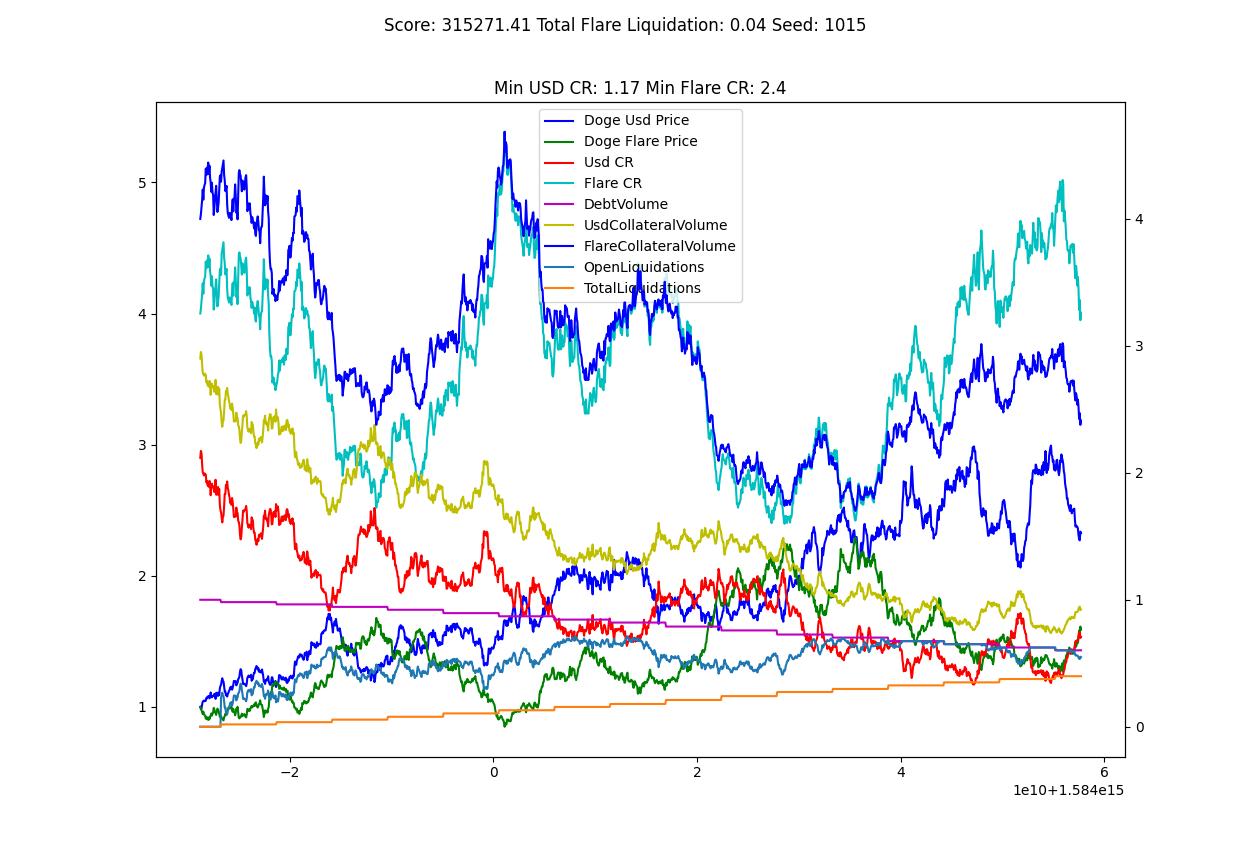 Score: 315271.41 Total Flare Liquidation: 0.04 Seed: 1015
Min USD CR: 1.17 Min Flare CR: 2.4
Doge Usd Price
Doge Flare Price
Usd CR
Flare CR
DebtVolume
UsdCollateralVolume
FlareCollateralVolume
OpenLiquidations
TotalLiquidations
5
4
3
2
1
4
3
2
1
0
−2
0
2
4
6
1e10+1.584e15